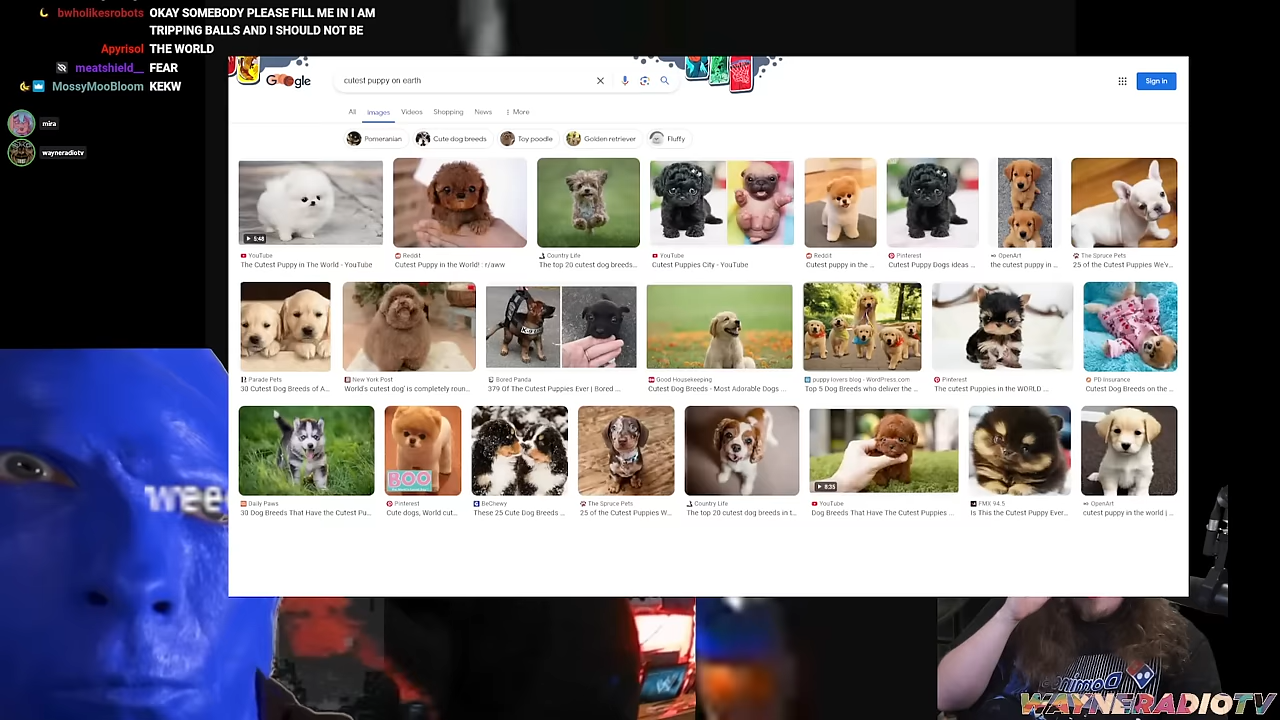 bwholikesrobots OKAY SOMEBODY PLEASE FILL ME IN I AM
TRIPPING BALLS AND I SHOULD NOT BE
Apyrisol THE WORLD
meatshield__ FEAR
MossyMooBloom KEKW
mira
wayneradiotv
cutest puppy on earth
Sign in
All Images Videos Shopping News More
Pomeranian Cute dog breeds Toy poodle Golden retriever Fluffy
5:48
YouTube Reddit Country Life YouTube Reddit Pinterest OpenArt The Spruce Pets
The Cutest Puppy in The World - YouTube Cutest Puppy in the World! : r/aww The top 20 cutest dog breeds... Cutest Puppies City - YouTube Cutest puppy in the ... Cutest Puppy Dogs ideas ... the cutest puppy in ... 25 of the Cutest Puppies We'v...
Parade Pets New York Post Bored Panda Good Housekeeping puppy lovers blog - WordPress.com Pinterest PD Insurance
30 Cutest Dog Breeds of A... World's cutest dog' is completely roun... 379 Of The Cutest Puppies Ever | Bored ... Cutest Dog Breeds - Most Adorable Dogs ... Top 5 Dog Breeds who deliver the ... The cutest Puppies in the WORLD ... Cutest Dog Breeds on the ...
BOO
8:35
Daily Paws Pinterest BeChewy The Spruce Pets Country Life YouTube FMX 94.5 OpenArt
30 Dog Breeds That Have the Cutest Pu... Cute dogs, World cut... These 25 Cute Dog Breeds ... 25 of the Cutest Puppies W... The top 20 cutest dog breeds in t... Dog Breeds That Have The Cutest Puppies ... Is This the Cutest Puppy Ever... cutest puppy in the world | ...
WAYNERADIOTV